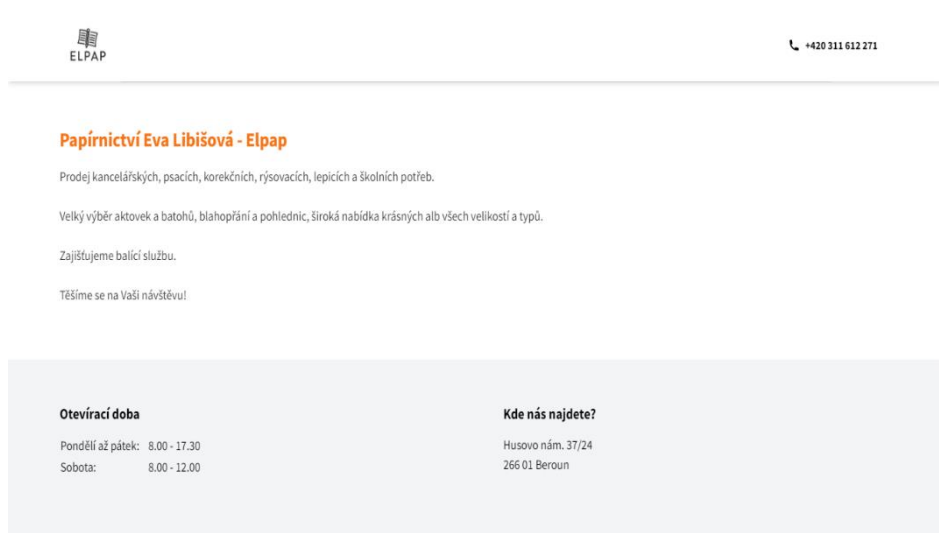 ELPAP
+420 311 612 271
Papírnictví Eva Libišová - Elpap
Prodej kancelářských, psacích, korekčních, rýsovacích, lepicích a školních potřeb.
Velký výběr aktovek a batohů, blahopřání a pohlednic, široká nabídka krásných alb všech velikostí a typů.
Zajišťujeme balící službu.
Těšíme se na Vaši návštěvu!
Otevírací doba
Pondělí až pátek: 8.00 - 17.30
Sobota: 8.00 - 12.00
Kde nás najdete?
Husovo nám. 37/24
266 01 Beroun